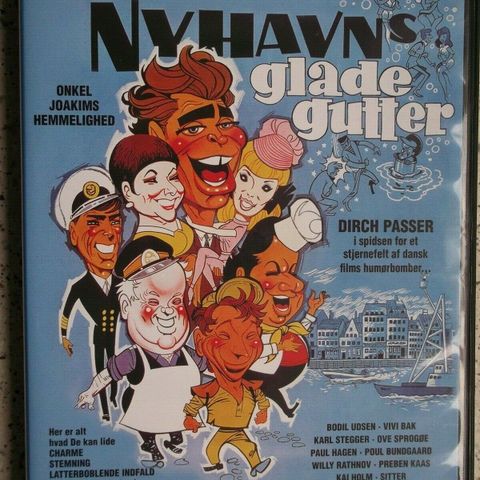 NYHAVNS
glade
gutter
ONKEL
JOAKIMS
HEMMELIGHED
DIRCH PASSER
i spidsen for et
stjernefelt af dansk
films humørbomber...
Her er alt
hvad De kan lide
CHARME
STEMNING
LATTERBOBLENDE INDFALD
BODIL UDSEN - VIVI BAK
KARL STEGGER - OVE SPROGØE
PAUL HAGEN - POUL BUNDGAARD
WILLY RATHNOV - PREBEN KAAS
KAI HOLM - SITTER